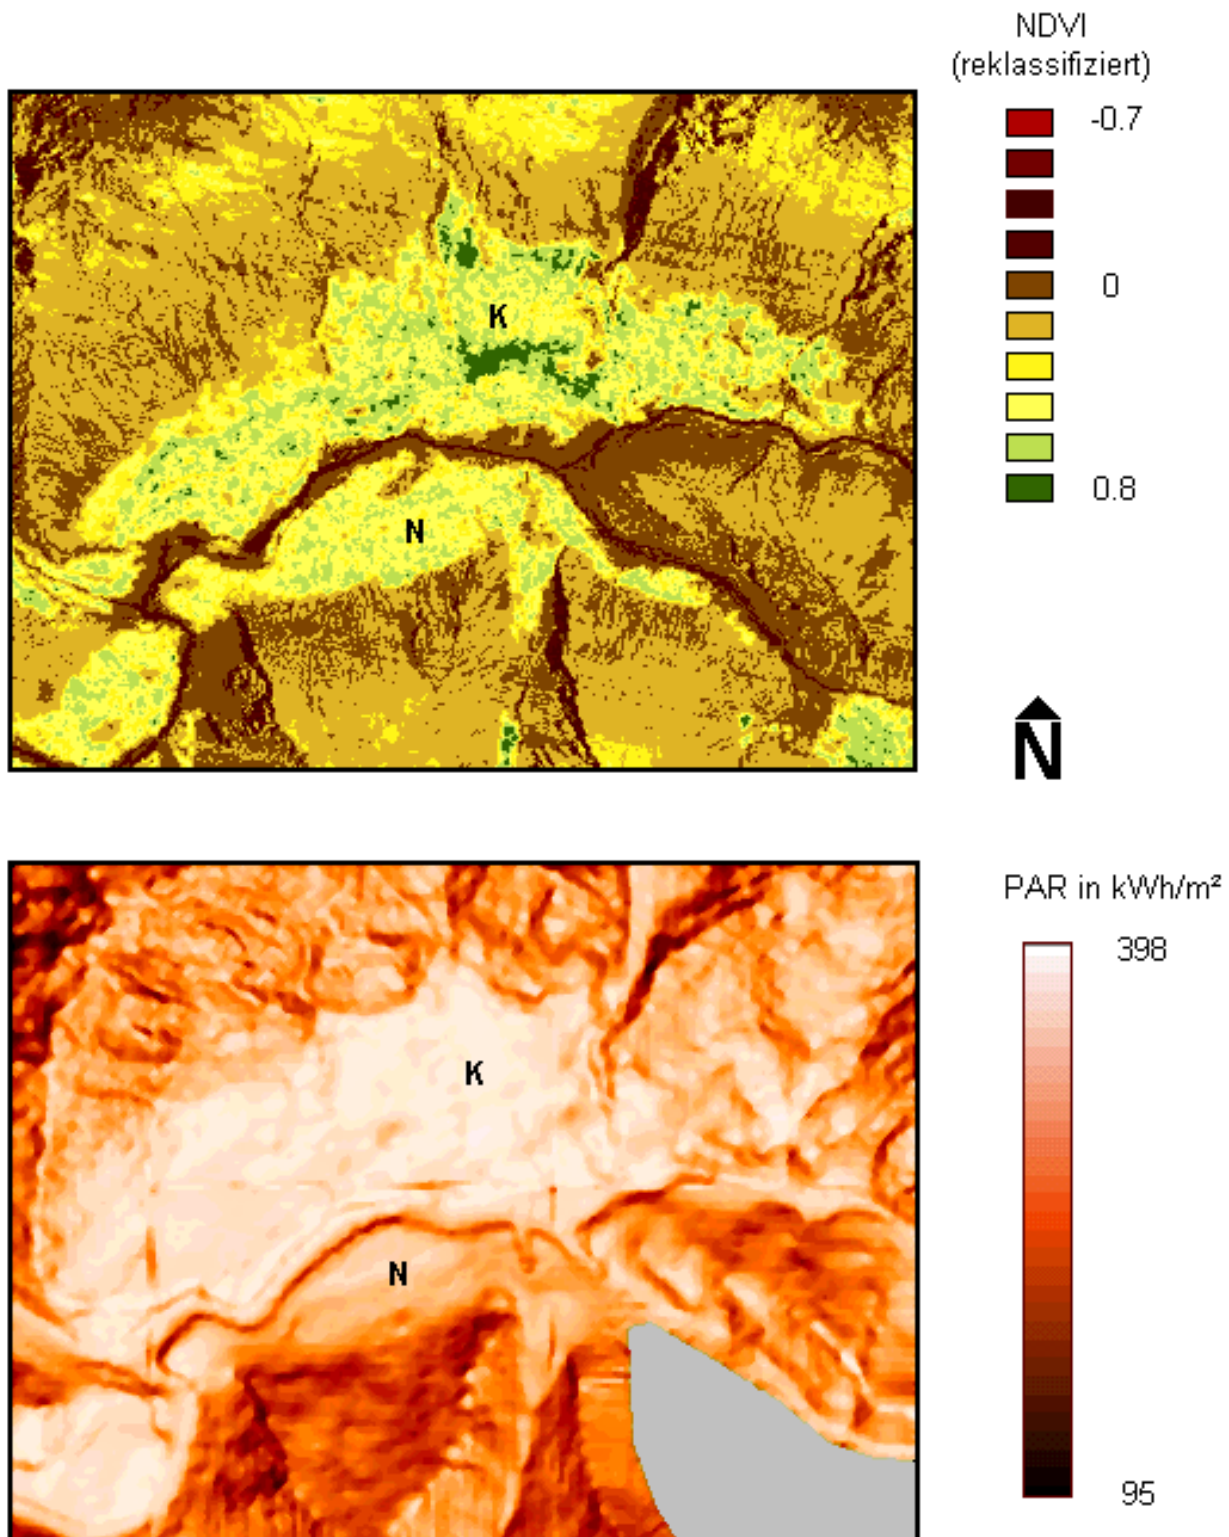 NDVI
(reklassifiziert)
-0.7
0
0.8
K
N
N
PAR in kWh/m²
398
95
K
N